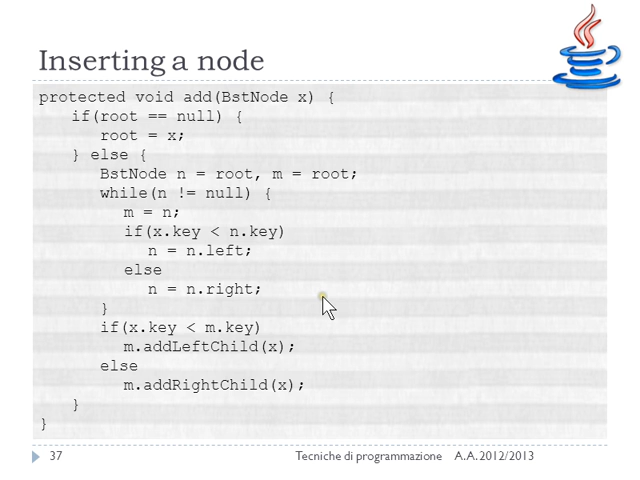 Inserting a node
protected void add(BstNode x) {
if(root == null) {
root = x;
} else {
BstNode n = root, m = root;
while(n != null) {
m = n;
if(x.key < n.key)
n = n.left;
else
n = n.right;
}
if(x.key < m.key)
m.addLeftChild(x);
else
m.addRightChild(x);
}
}
37 Tecniche di programmazione A.A. 2012/2013